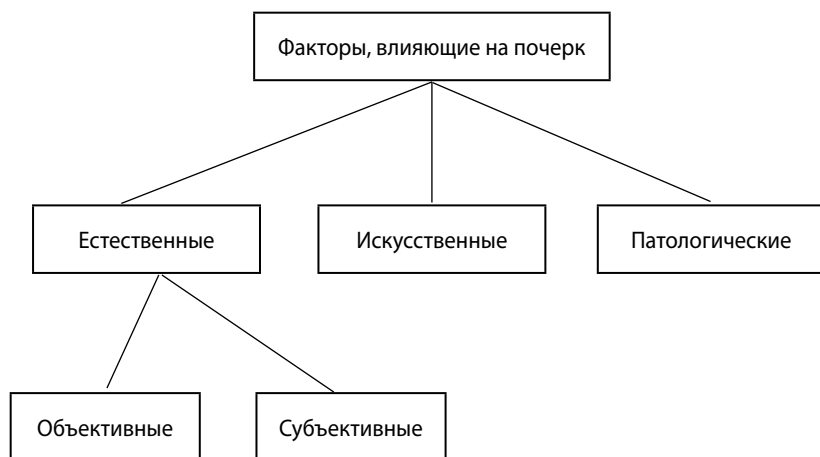 Факторы, влияющие на почерк
Естественные
Искусственные
Патологические
Объективные
Субъективные